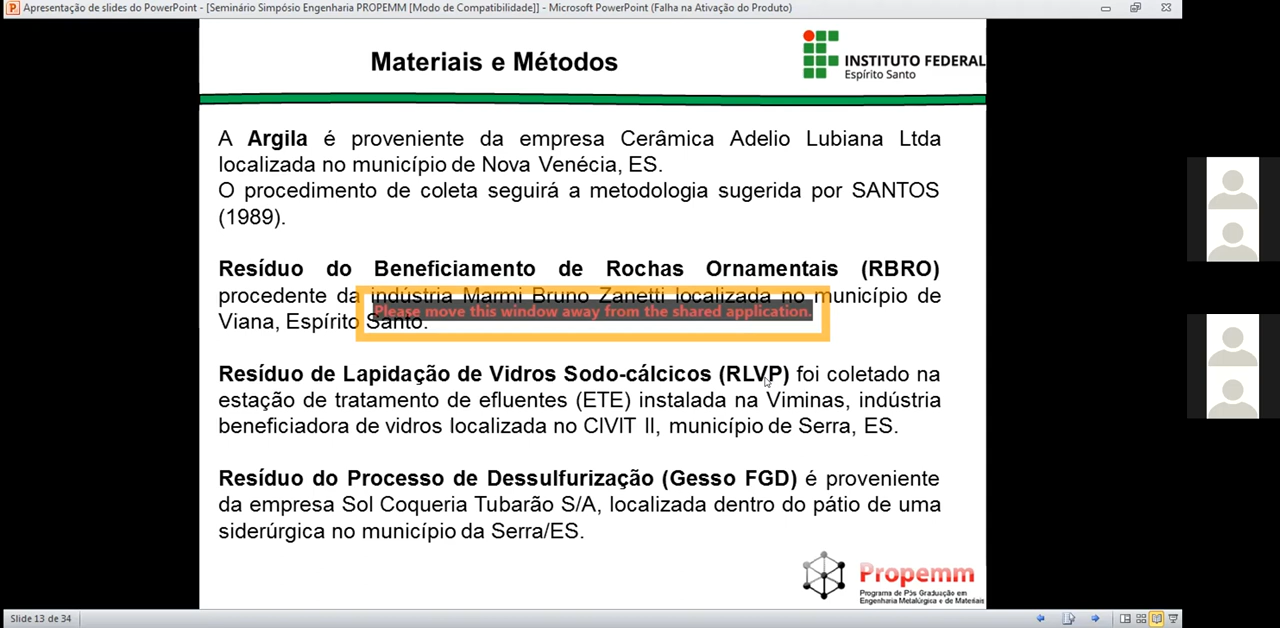 Apresentação de slides do PowerPoint - [Seminário Simpósio Engenharia PROPEMM [Modo de Compatibilidade]] - Microsoft PowerPoint (Falha na Ativação do Produto)
Materiais e Métodos
INSTITUTO FEDERAL
Espírito Santo
A Argila é proveniente da empresa Cerâmica Adelio Lubiana Ltda
localizada no município de Nova Venécia, ES.
O procedimento de coleta seguirá a metodologia sugerida por SANTOS
(1989).
Resíduo do Beneficiamento de Rochas Ornamentais (RBRO)
procedente da indústria Marmi Bruno Zanetti localizada no município de
Please move this window away from the shared application.
Viana, Espírito Santo.
Resíduo de Lapidação de Vidros Sodo-cálcicos (RLVP) foi coletado na
estação de tratamento de efluentes (ETE) instalada na Viminas, indústria
beneficiadora de vidros localizada no CIVIT II, município de Serra, ES.
Resíduo do Processo de Dessulfurização (Gesso FGD) é proveniente
da empresa Sol Coqueria Tubarão S/A, localizada dentro do pátio de uma
siderúrgica no município da Serra/ES.
Propemm
Programa de Pós Graduação em
Engenharia Metalúrgica e de Materiais
Slide 13 de 34